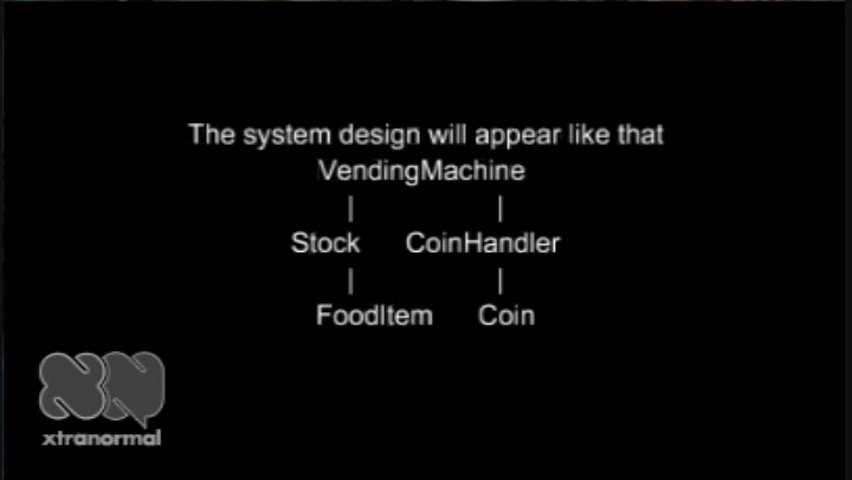 The system design will appear like that
VendingMachine
| |
Stock CoinHandler
| |
FoodItem Coin
xtranormal